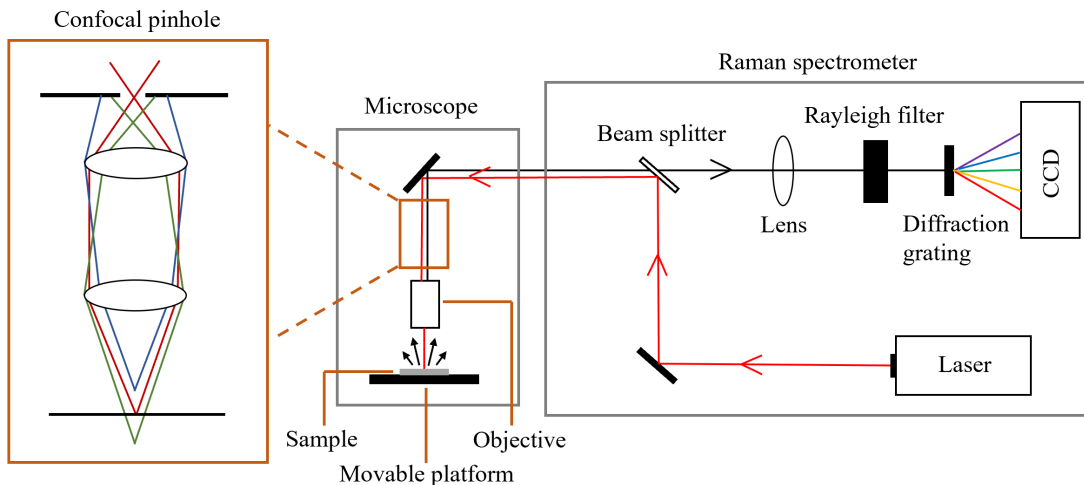 Confocal pinhole
Raman spectrometer
Microscope
Beam splitter
Rayleigh filter
CCD
Lens
Diffraction
grating
Laser
Sample
Objective
Movable platform